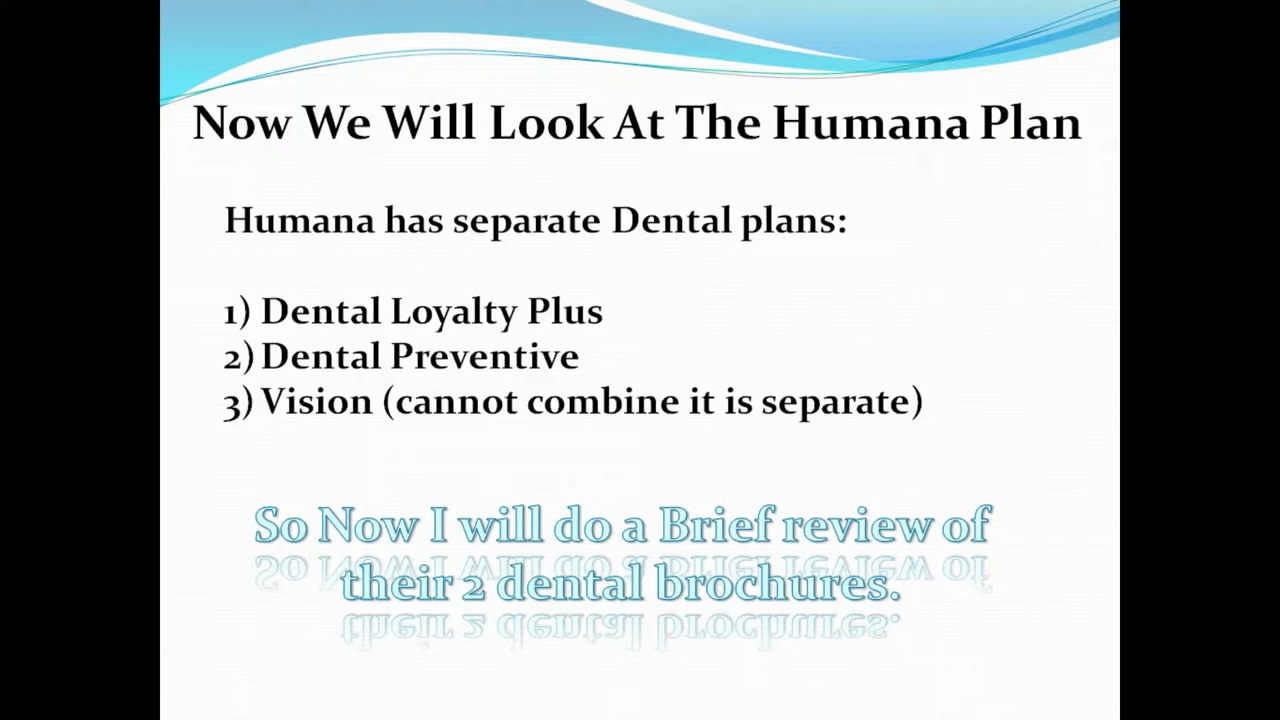 Now We Will Look At The Humana Plan
Humana has separate Dental plans:
1) Dental Loyalty Plus
2) Dental Preventive
3) Vision (cannot combine it is separate)
So Now I will do a Brief review of
their 2 dental brochures.